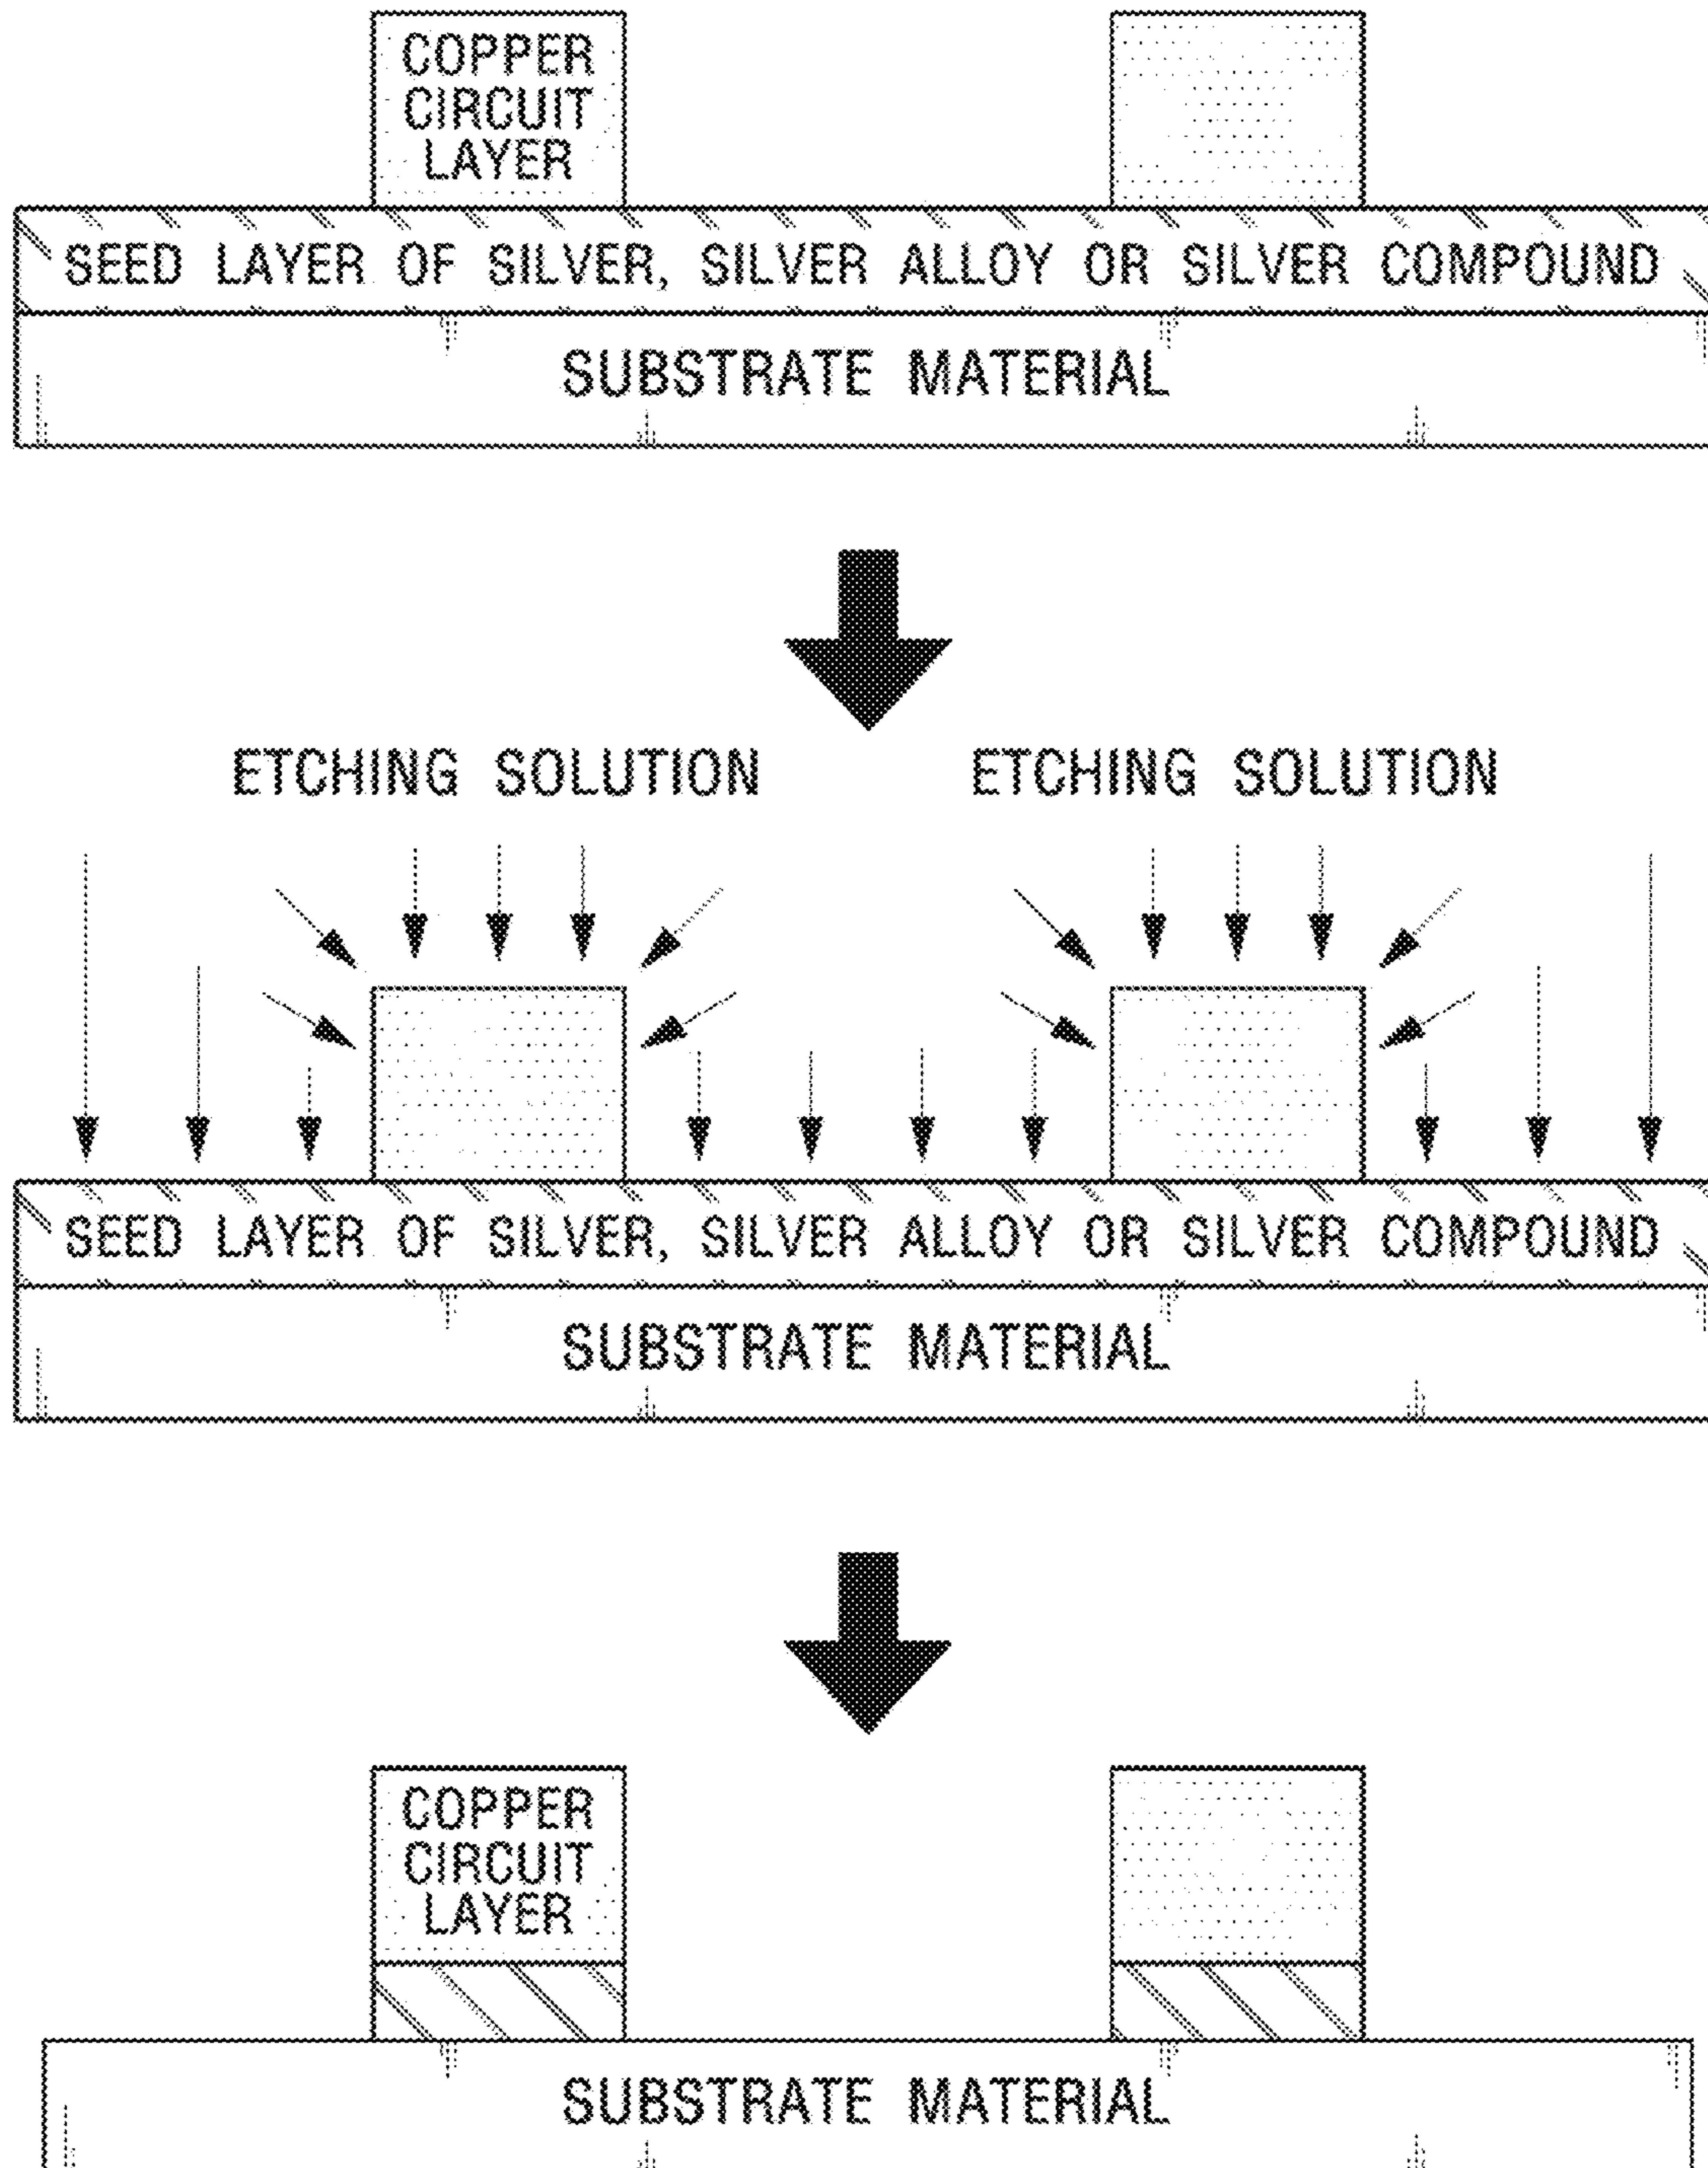 COPPER
CIRCUIT
LAYER
SEED LAYER OF SILVER, SILVER ALLOY OR SILVER COMPOUND
SUBSTRATE MATERIAL
ETCHING SOLUTION ETCHING SOLUTION
SEED LAYER OF SILVER, SILVER ALLOY OR SILVER COMPOUND
SUBSTRATE MATERIAL
COPPER
CIRCUIT
LAYER
SUBSTRATE MATERIAL